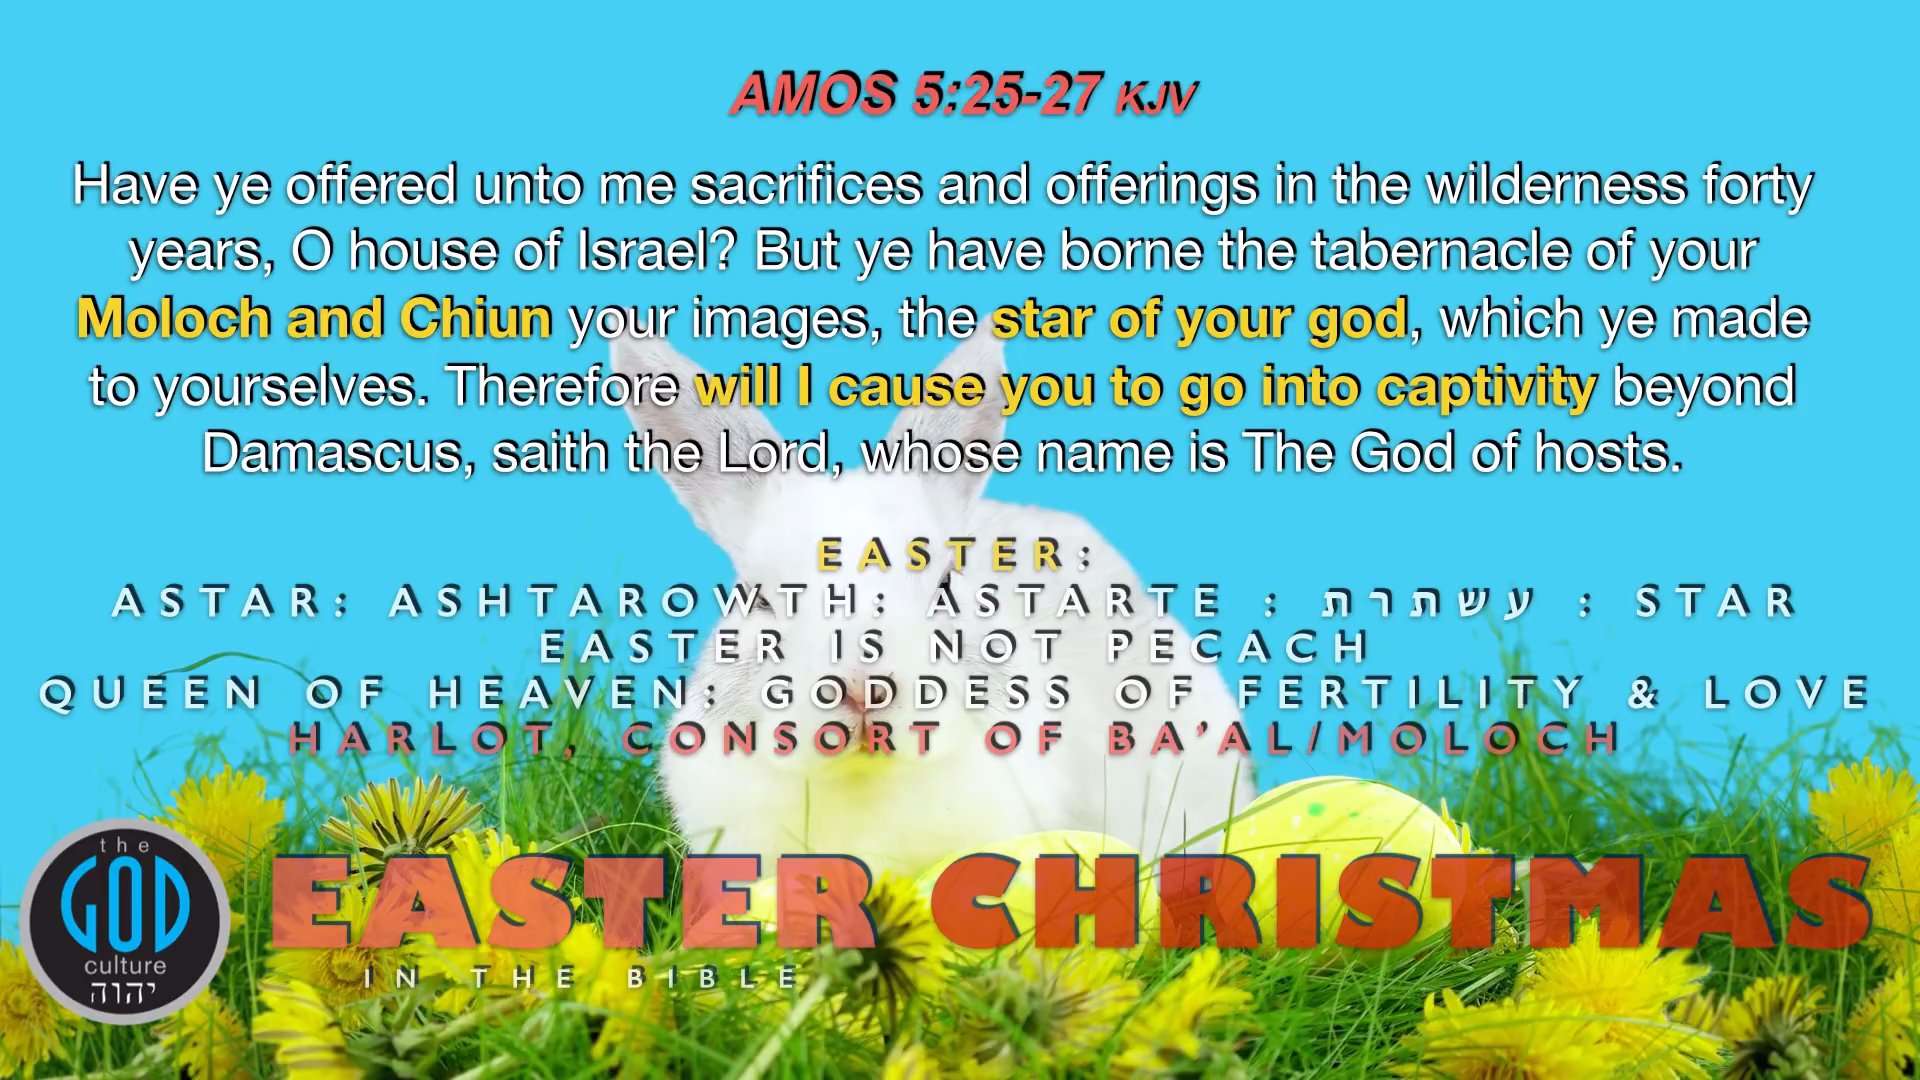 AMOS 5:25-27 KJV
Have ye offered unto me sacrifices and offerings in the wilderness forty
years, O house of Israel? But ye have borne the tabernacle of your
Moloch and Chiun your images, the star of your god, which ye made
to yourselves. Therefore will I cause you to go into captivity beyond
Damascus, saith the Lord, whose name is The God of hosts.
EASTER:
ASTAR: ASHTAROWTH: ASTARTE : עשתרת : STAR
EASTER IS NOT PECACH
QUEEN OF HEAVEN: GODDESS OF FERTILITY & LOVE
HARLOT, CONSORT OF BA'AL/MOLOCH
the
GOD
culture
יהוה
EASTER CHRISTMAS
IN THE BIBLE